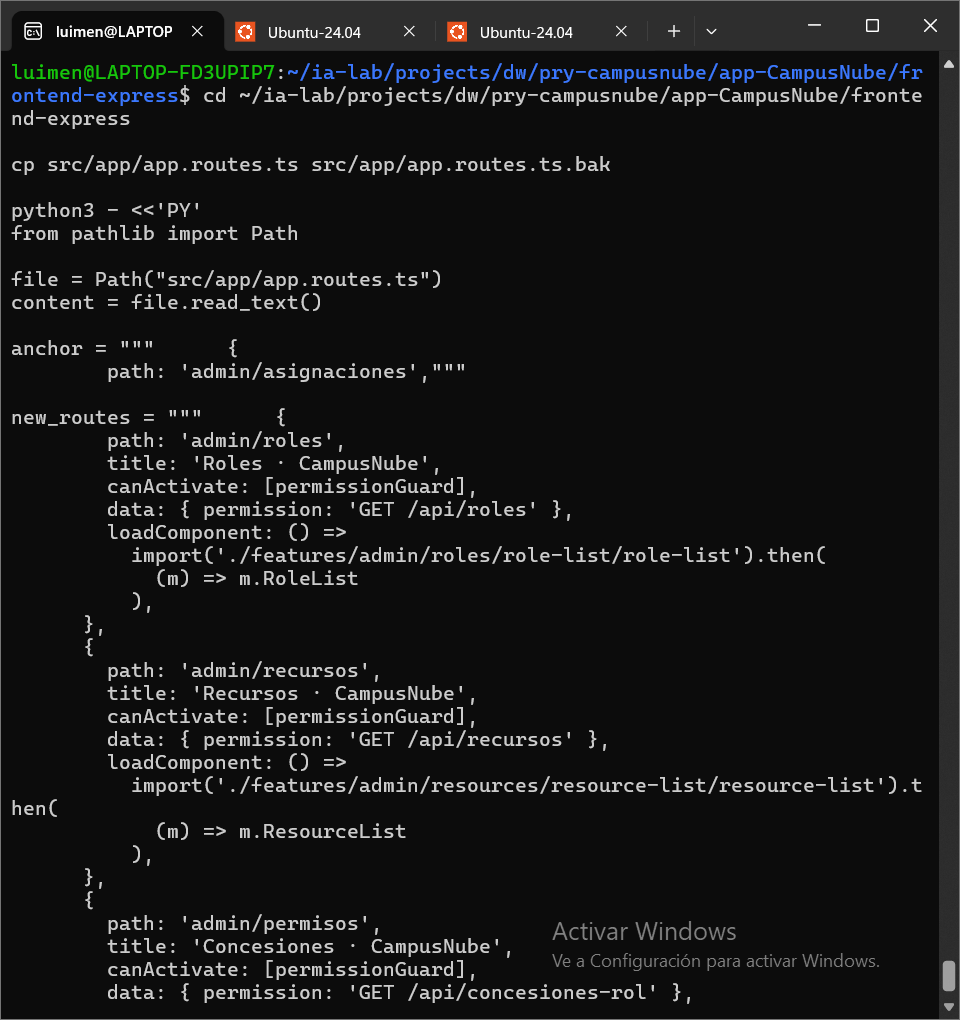 luimen@LAPTOP
Ubuntu-24.04
Ubuntu-24.04
luimen@LAPTOP-FD3UPIP7:~/ia-lab/projects/dw/pry-campusnube/app-CampusNube/fr
ontend-express$ cd ~/ia-lab/projects/dw/pry-campusnube/app-CampusNube/fronte
nd-express

cp src/app/app.routes.ts src/app/app.routes.ts.bak

python3 - <<'PY'
from pathlib import Path

file = Path("src/app/app.routes.ts")
content = file.read_text()

anchor = """      {
        path: 'admin/asignaciones',"""

new_routes = """      {
        path: 'admin/roles',
        title: 'Roles · CampusNube',
        canActivate: [permissionGuard],
        data: { permission: 'GET /api/roles' },
        loadComponent: () =>
          import('./features/admin/roles/role-list/role-list').then(
            (m) => m.RoleList
          ),
      },
      {
        path: 'admin/recursos',
        title: 'Recursos · CampusNube',
        canActivate: [permissionGuard],
        data: { permission: 'GET /api/recursos' },
        loadComponent: () =>
          import('./features/admin/resources/resource-list/resource-list').t
hen(
            (m) => m.ResourceList
          ),
      },
      {
        path: 'admin/permisos',
        title: 'Concesiones · CampusNube',
        canActivate: [permissionGuard],
        data: { permission: 'GET /api/concesiones-rol' },
Activar Windows
Ve a Configuración para activar Windows.